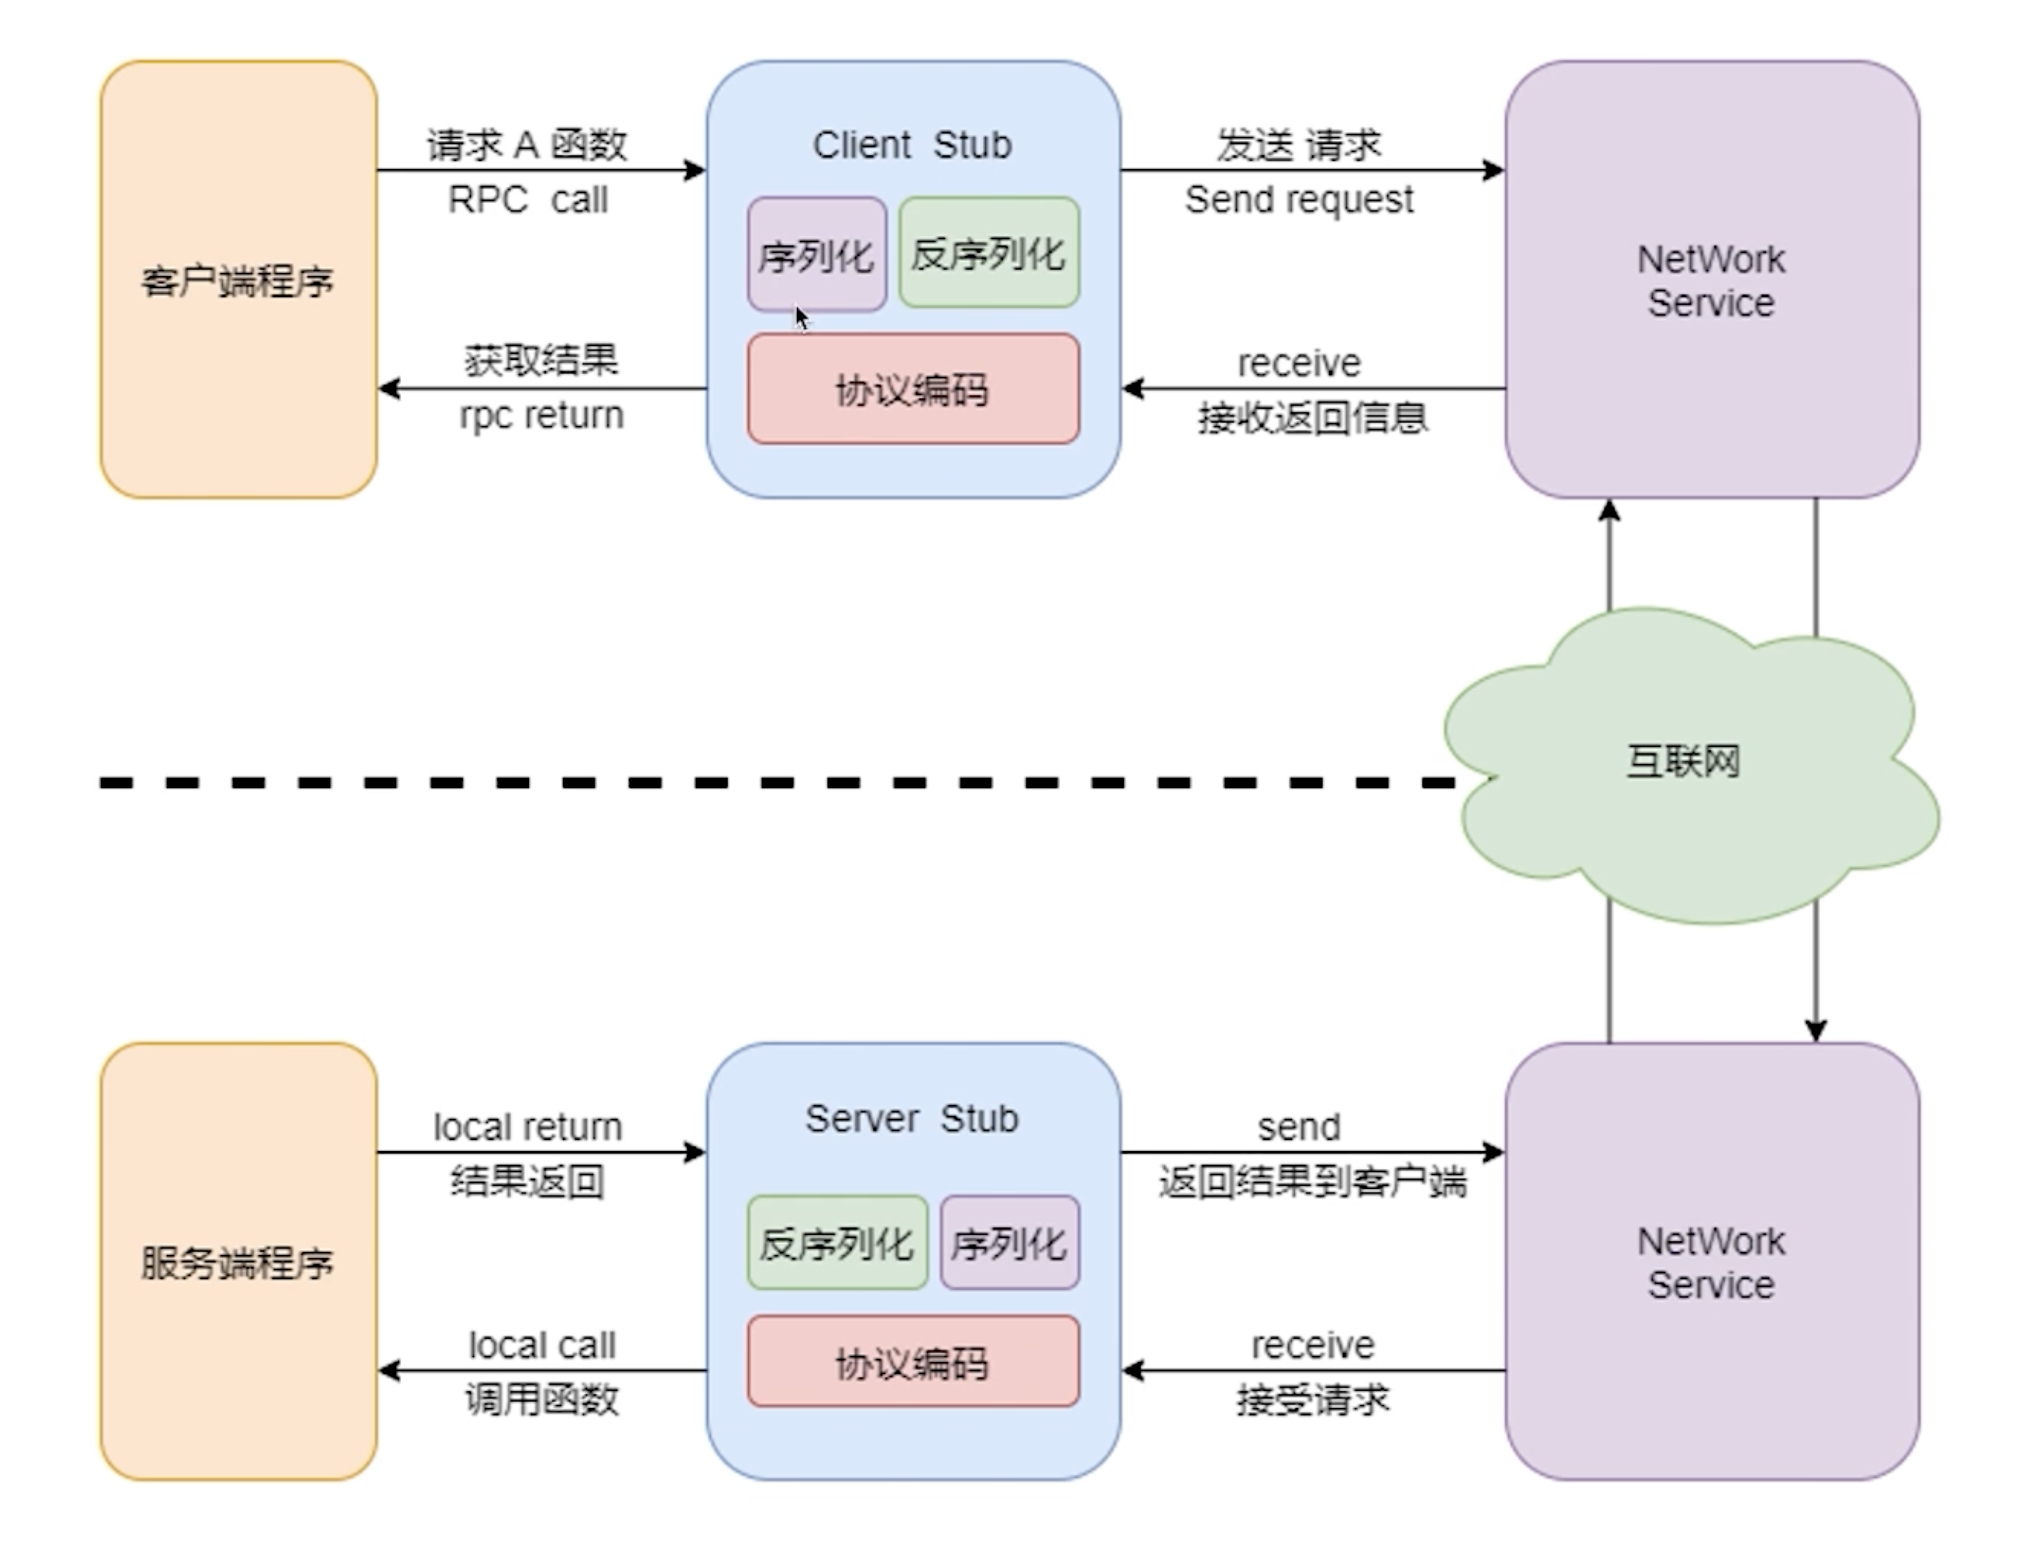 请求 A 函数
RPC call
Client Stub
发送 请求
Send request
客户端程序
序列化
反序列化
NetWork
Service
获取结果
rpc return
协议编码
receive
接收返回信息
互联网
local return
结果返回
Server Stub
send
返回结果到客户端
服务端程序
反序列化
序列化
NetWork
Service
local call
调用函数
协议编码
receive
接受请求